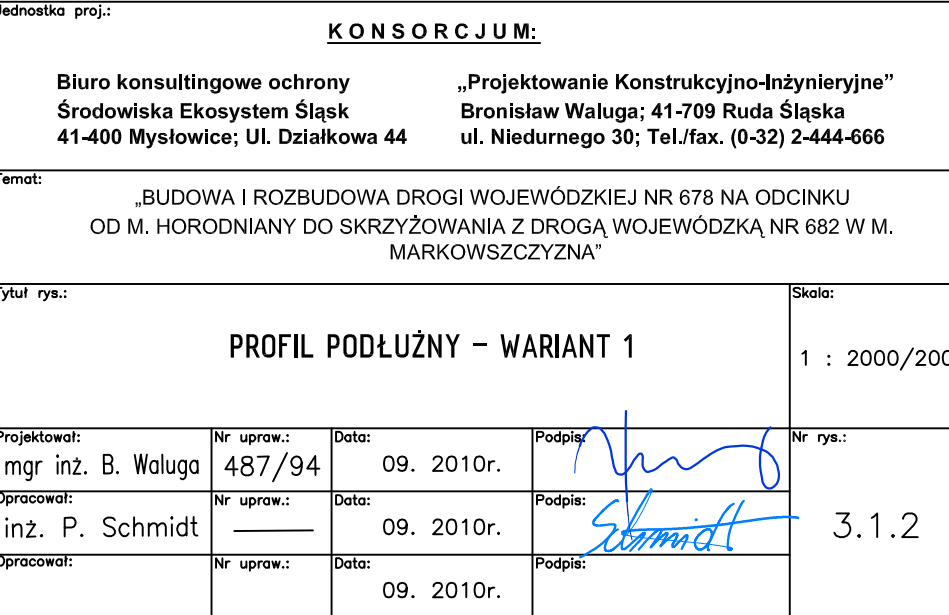 Jednostka proj.:
KONSORCJUM:
Biuro konsultingowe ochrony
Środowiska Ekosystem Śląsk
41-400 Mysłowice; Ul. Działkowa 44
„Projektowanie Konstrukcyjno-Inżynieryjne”
Bronisław Waluga; 41-709 Ruda Śląska
ul. Niedurnego 30; Tel./fax. (0-32) 2-444-666
Temat:
„BUDOWA I ROZBUDOWA DROGI WOJEWÓDZKIEJ NR 678 NA ODCINKU
OD M. HORODNIANY DO SKRZYŻOWANIA Z DROGĄ WOJEWÓDZKĄ NR 682 W M.
MARKOWSZCZYZNA”
Tytuł rys.:
PROFIL PODŁUŻNY – WARIANT 1
Skala:
1 : 2000/200
Projektował:
mgr inż. B. Waluga
Nr upraw.:
487/94
Data:
09. 2010r.
Podpis:
Nr rys.:
3.1.2
Opracował:
inż. P. Schmidt
Nr upraw.:
Data:
09. 2010r.
Podpis:
Schmidt
Opracował:
Nr upraw.:
Data:
09. 2010r.
Podpis: